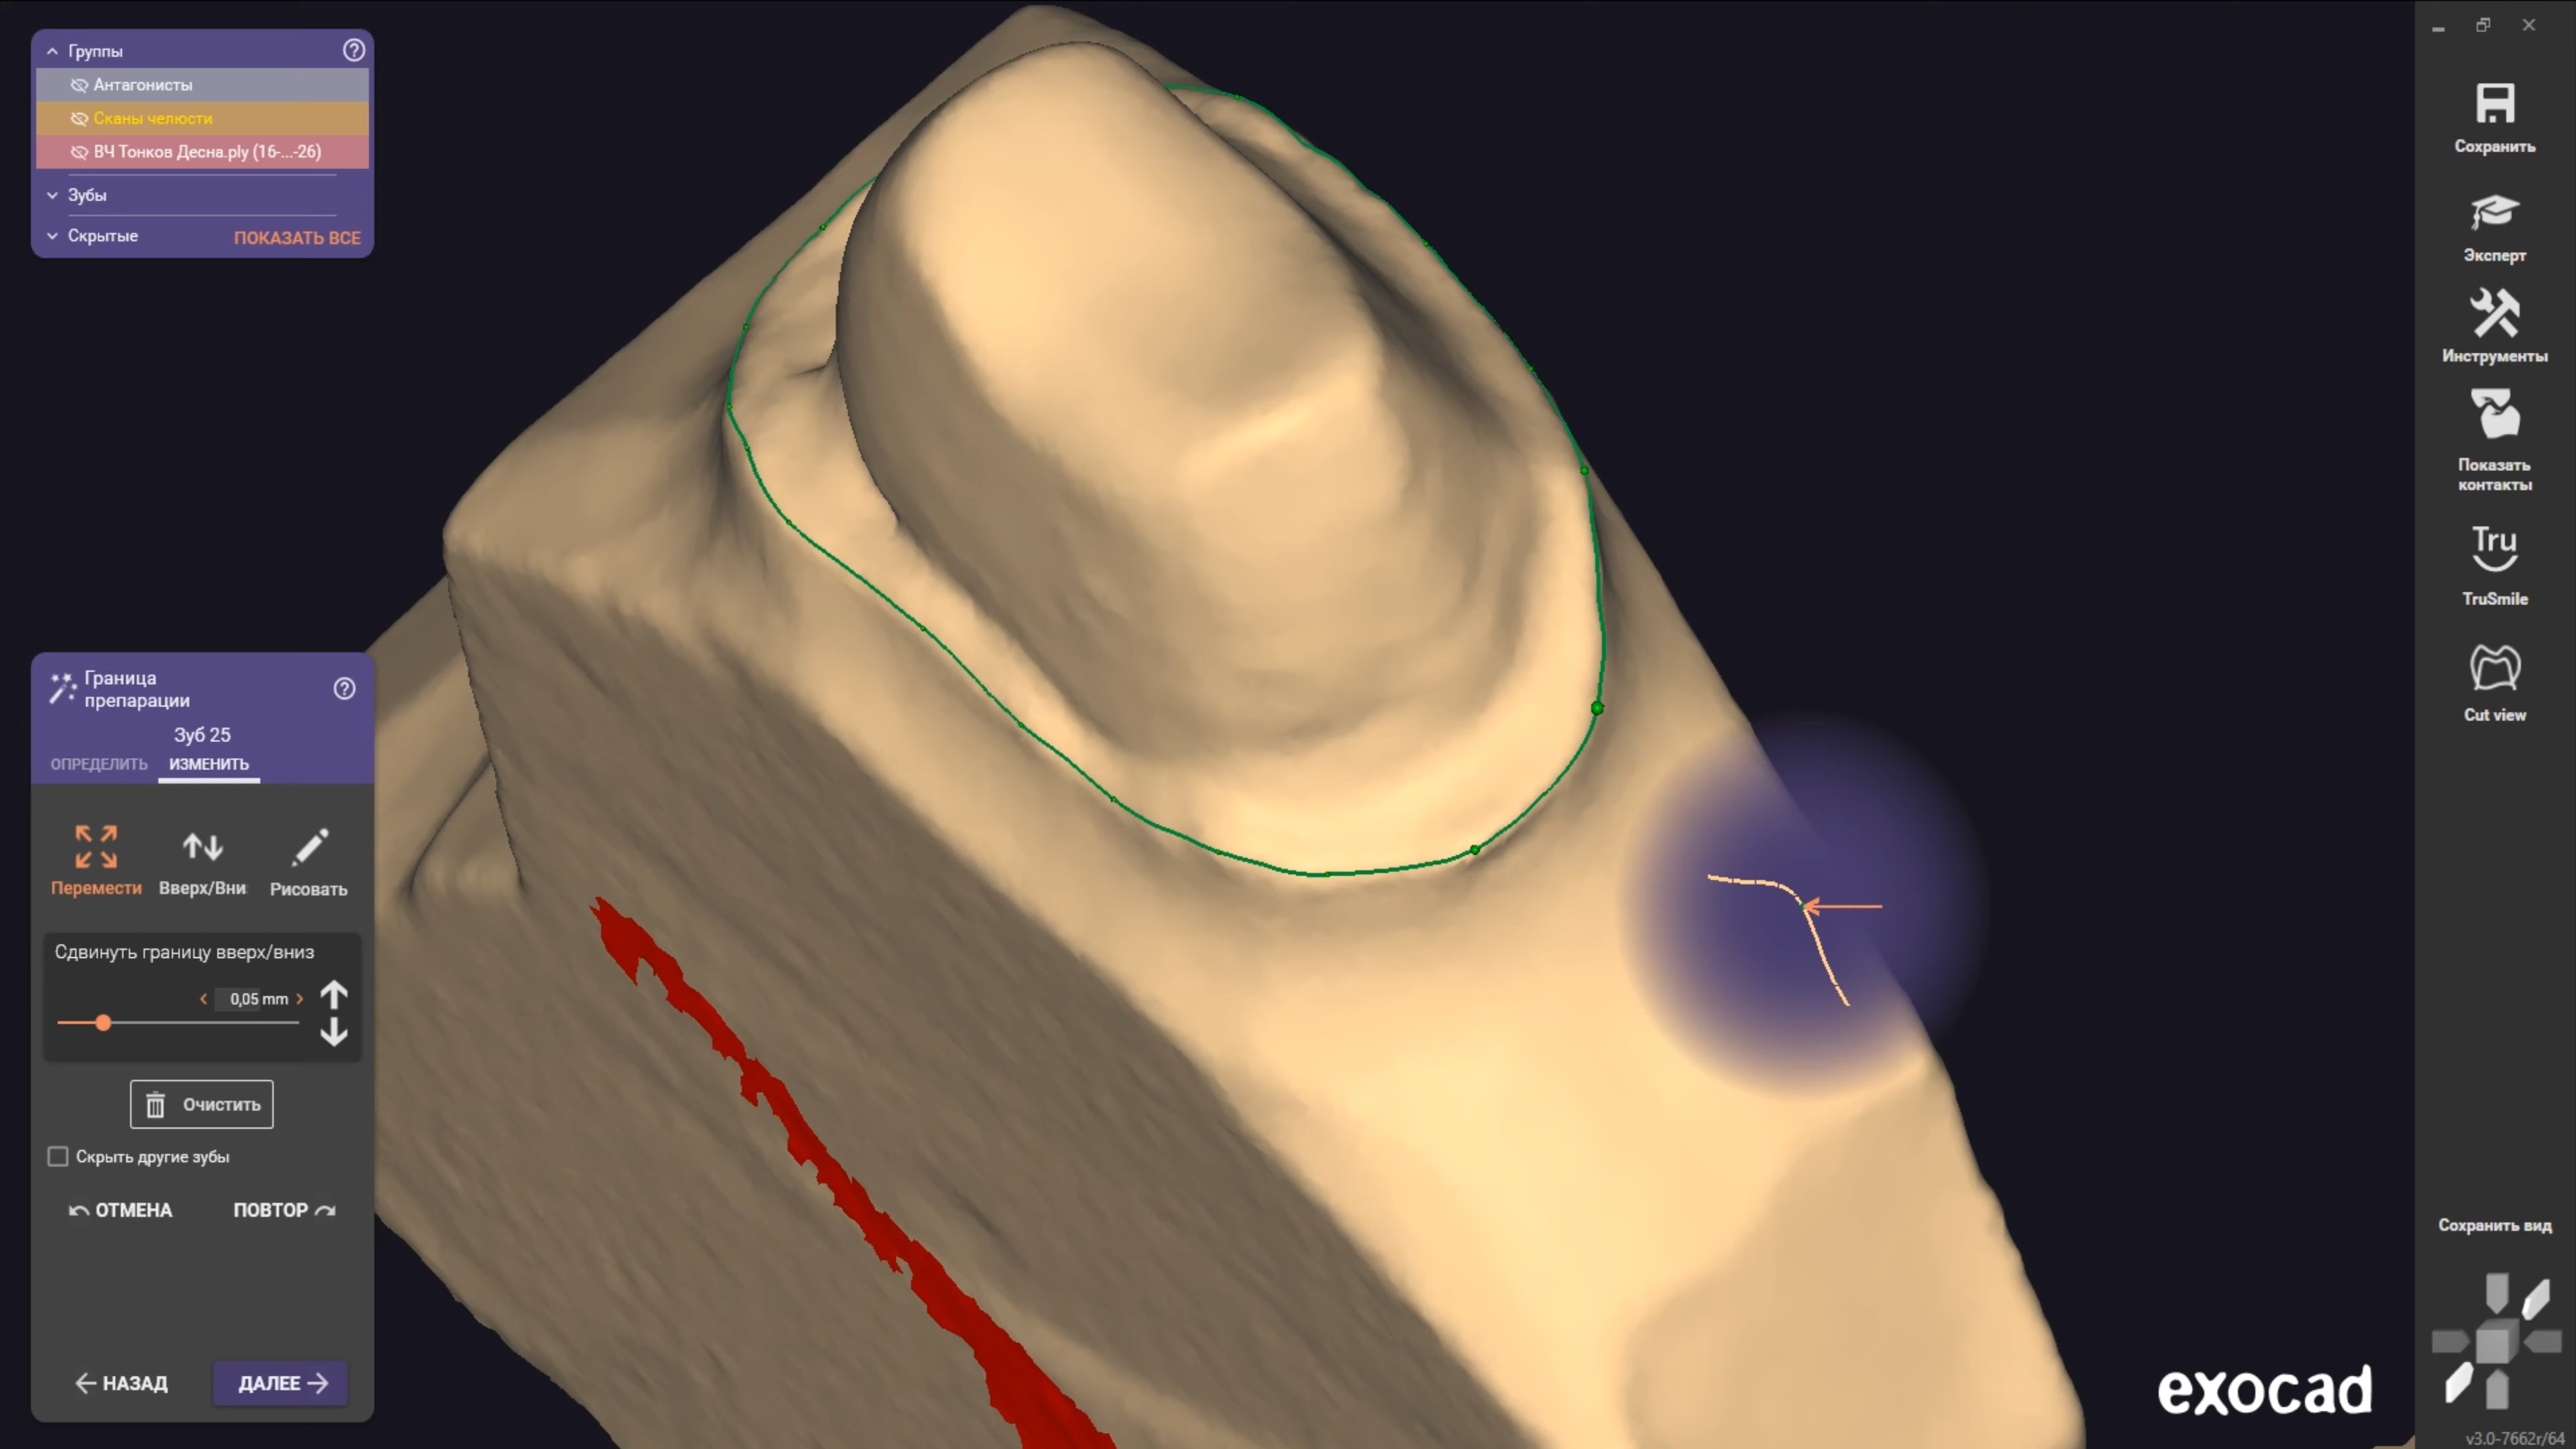 Группы
Антагонисты
Сканы челюсти
ВЧ Тонков Десна.ply (16-...-26)
Зубы
Скрытые ПОКАЗАТЬ ВСЕ
Граница
препарации
Зуб 25
ОПРЕДЕЛИТЬ ИЗМЕНИТЬ
Перемести Вверх/Вни Рисовать
Сдвинуть границу вверх/вниз
0,05 mm
Очистить
Скрыть другие зубы
ОТМЕНА ПОВТОР
НАЗАД ДАЛЕЕ
Сохранить
Эксперт
Инструменты
Показать
контакты
Tru
TruSmile
Cut view
Сохранить вид
exocad
v3.0-7662r/64